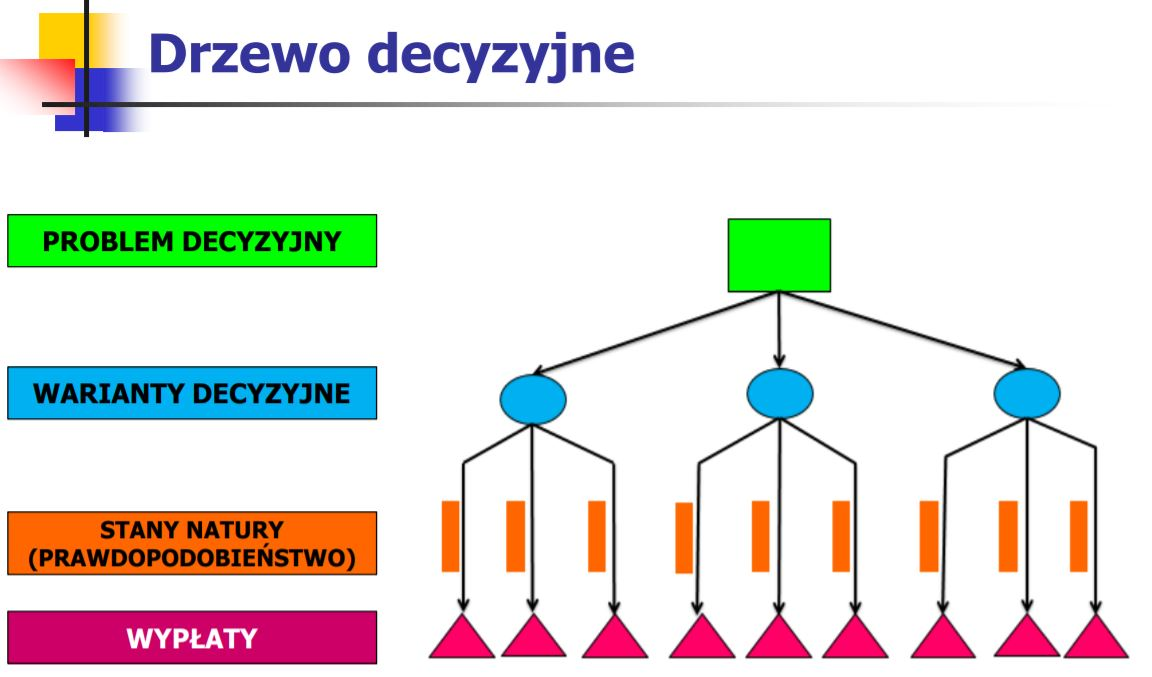 Drzewo decyzyjne
PROBLEM DECYZYJNY
WARIANTY DECYZYJNE
STANY NATURY
(PRAWDOPODOBIEŃSTWO)
WYPŁATY